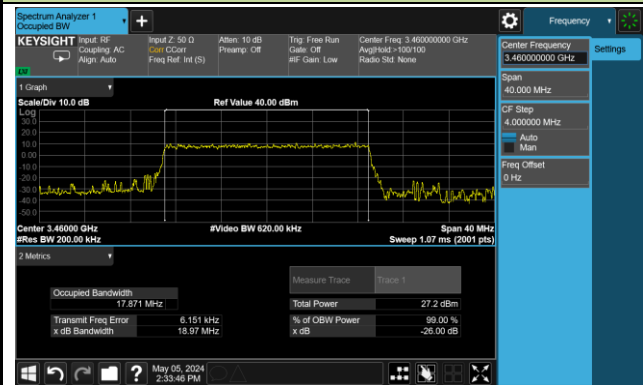 Spectrum Analyzer 1
Occupied BW
Frequency
KEYSIGHT
Input: RF
Coupling: AC
Align: Auto
Input Z: 50 Ω
Corr CCorr
Freq Ref: Int (S)
Atten: 10 dB
Preamp: Off
Trig: Free Run
Gate: Off
#IF Gain: Low
Center Freq: 3.460000000 GHz
Avg|Hold:>100/100
Radio Std: None
Center Frequency
3.460000000 GHz
Settings
Span
40.000 MHz
CF Step
4.000000 MHz
Auto
Man
Freq Offset
0 Hz
1 Graph
Scale/Div 10.0 dB
Ref Value 40.00 dBm
Log
30.0
20.0
10.0
0.00
-10.0
-20.0
-30.0
-40.0
-50.0
Center 3.46000 GHz
#Video BW 620.00 kHz
Span 40 MHz
#Res BW 200.00 kHz
Sweep 1.07 ms (2001 pts)
2 Metrics
Measure Trace
Trace 1
Occupied Bandwidth
17.871 MHz
Total Power
27.2 dBm
Transmit Freq Error
6.151 kHz
% of OBW Power
99.00 %
x dB Bandwidth
18.97 MHz
x dB
-26.00 dB
May 05, 2024
2:33:46 PM